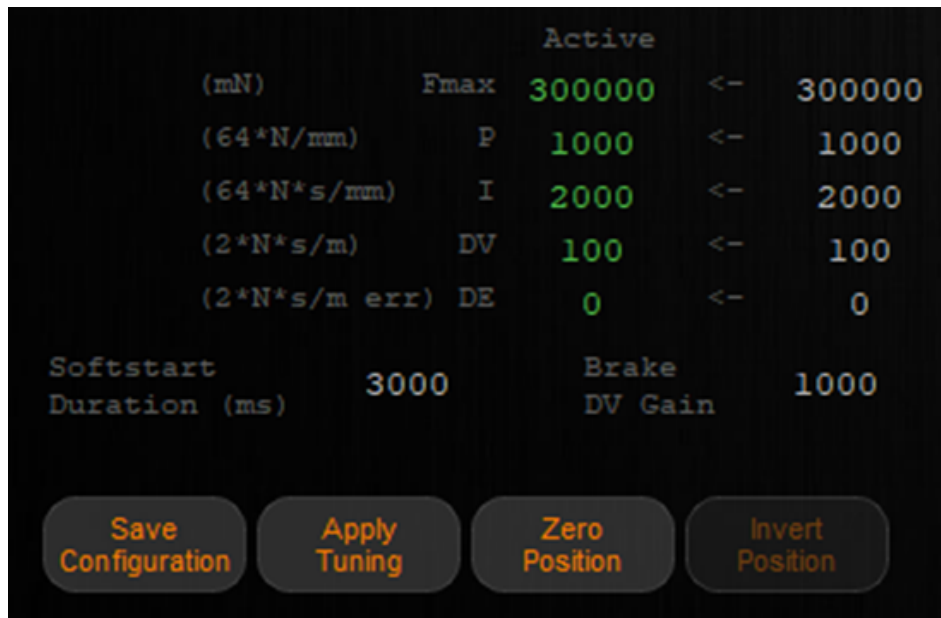 Active
(mN) Fmax 300000 <- 300000
(64*N/mm) P 1000 <- 1000
(64*N*s/mm) I 2000 <- 2000
(2*N*s/m) DV 100 <- 100
(2*N*s/m err) DE 0 <- 0
Softstart
Duration (ms) 3000
Brake
DV Gain 1000
Save
Configuration
Apply
Tuning
Zero
Position
Invert
Position